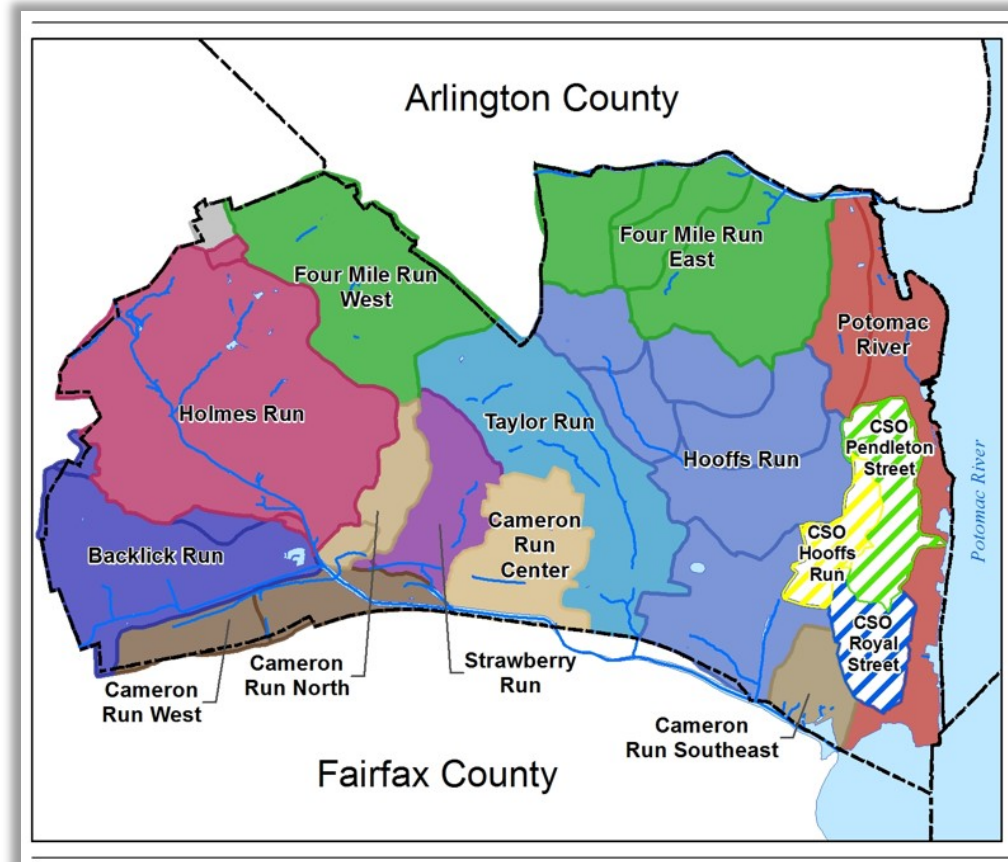 Arlington County
Four Mile Run
East
Four Mile Run
West
Potomac
River
Holmes Run
Taylor Run
CSO
Pendleton
Street
Hooffs Run
Potomac River
Cameron
Run
Center
CSO
Hooffs
Run
Backlick Run
CSO
Royal
Street
Cameron
Run West
Cameron
Run North
Strawberry
Run
Cameron
Run Southeast
Fairfax County